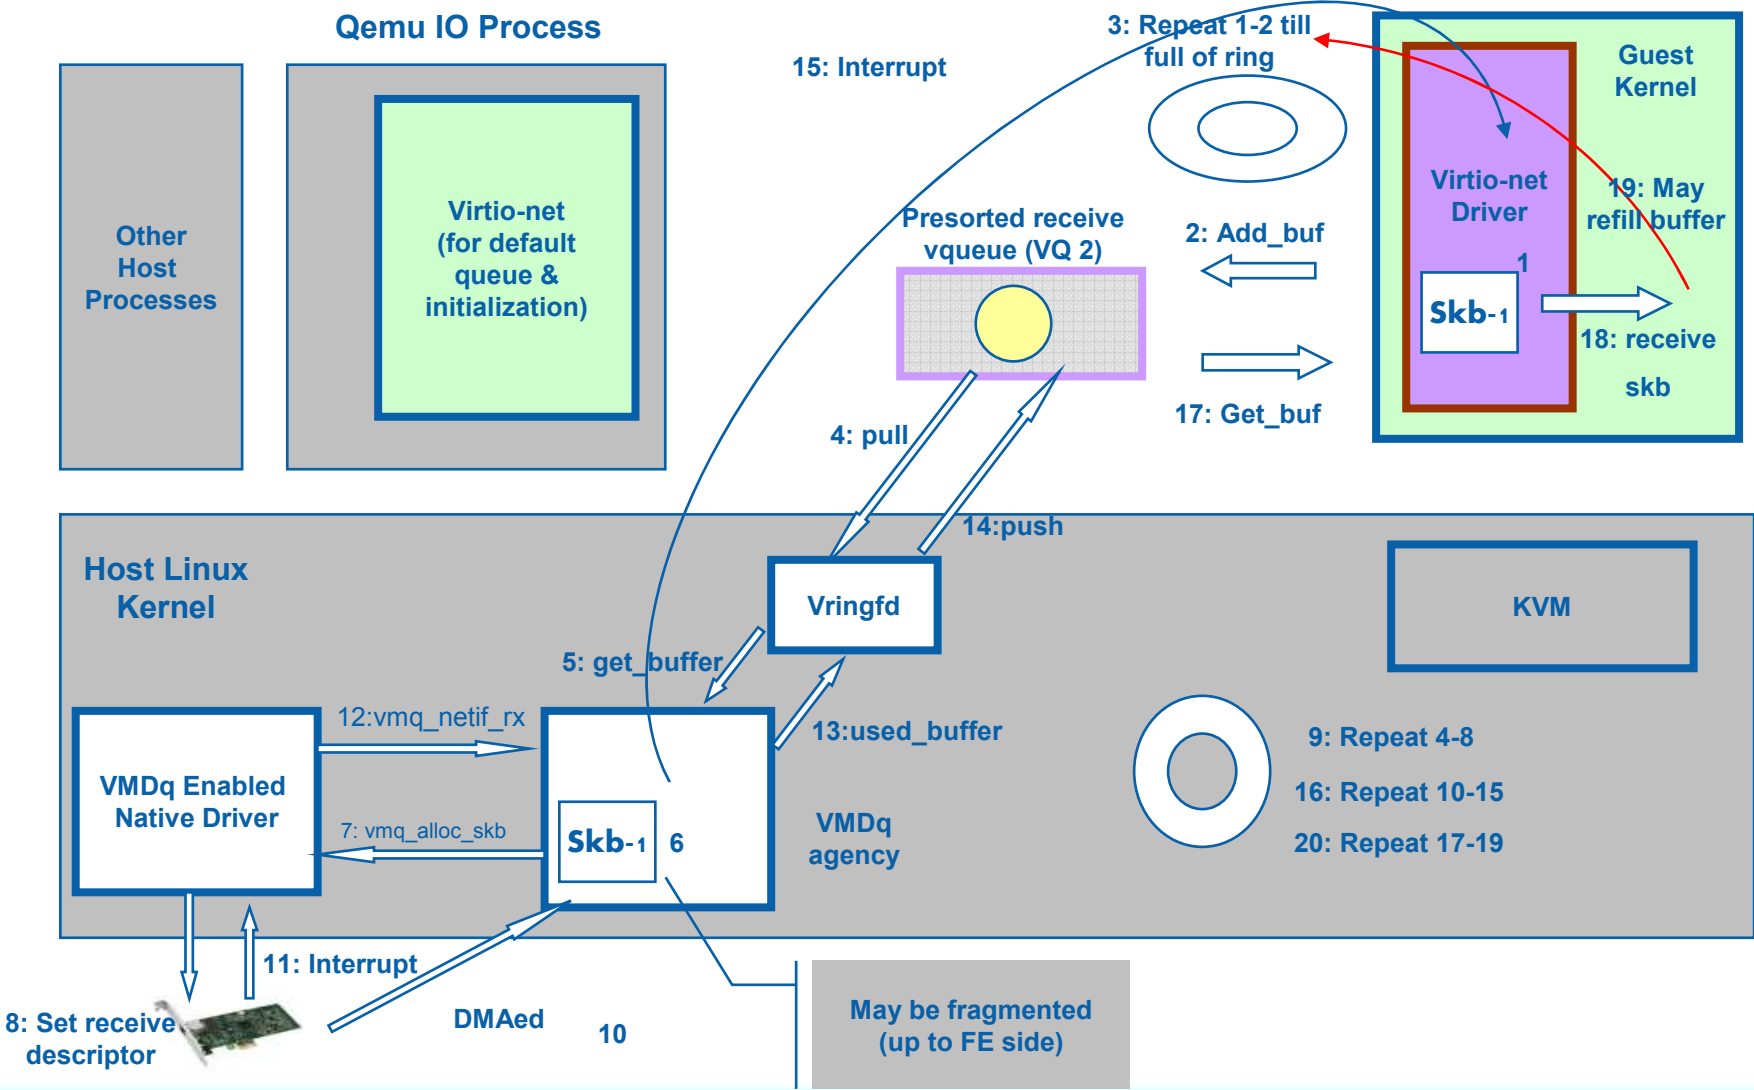 Qemu IO Process
3: Repeat 1-2 till
full of ring
15: Interrupt
Guest
Kernel
Other
Host
Processes
Virtio-net
(for default
queue &
initialization)
Presorted receive
vqueue (VQ 2)
2: Add_buf
Virtio-net
Driver
19: May
refill buffer
1
Skb-1
18: receive
skb
17: Get_buf
4: pull
14:push
Host Linux
Kernel
Vringfd
KVM
5: get_buffer
12:vmq_netif_rx
13:used_buffer
VMDq Enabled
Native Driver
7: vmq_alloc_skb
Skb-1
6
VMDq
agency
9: Repeat 4-8
16: Repeat 10-15
20: Repeat 17-19
11: Interrupt
8: Set receive
descriptor
DMAed
10
May be fragmented
(up to FE side)